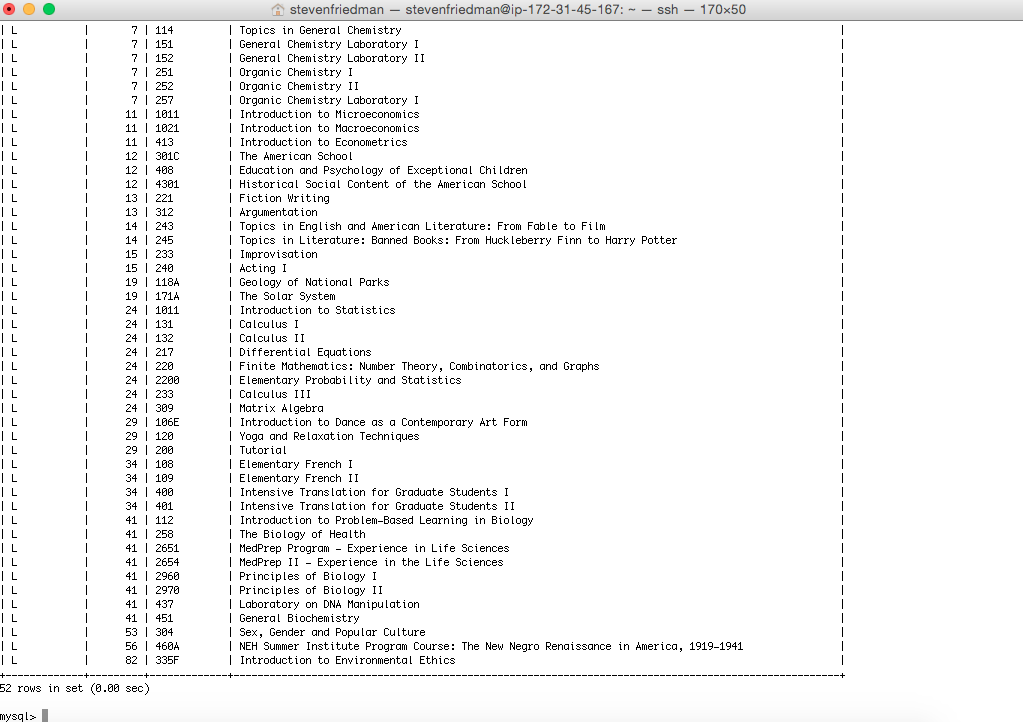 stevenfriedman — stevenfriedman@ip-172-31-45-167: ~ — ssh — 170×50
| L | 7 | 114 | Topics in General Chemistry |
| L | 7 | 151 | General Chemistry Laboratory I |
| L | 7 | 152 | General Chemistry Laboratory II |
| L | 7 | 251 | Organic Chemistry I |
| L | 7 | 252 | Organic Chemistry II |
| L | 7 | 257 | Organic Chemistry Laboratory I |
| L | 11 | 1011 | Introduction to Microeconomics |
| L | 11 | 1021 | Introduction to Macroeconomics |
| L | 11 | 413 | Introduction to Econometrics |
| L | 12 | 301C | The American School |
| L | 12 | 408 | Education and Psychology of Exceptional Children |
| L | 12 | 4301 | Historical Social Content of the American School |
| L | 13 | 221 | Fiction Writing |
| L | 13 | 312 | Argumentation |
| L | 14 | 243 | Topics in English and American Literature: From Fable to Film |
| L | 14 | 245 | Topics in Literature: Banned Books: From Huckleberry Finn to Harry Potter |
| L | 15 | 233 | Improvisation |
| L | 15 | 240 | Acting I |
| L | 19 | 118A | Geology of National Parks |
| L | 19 | 171A | The Solar System |
| L | 24 | 1011 | Introduction to Statistics |
| L | 24 | 131 | Calculus I |
| L | 24 | 132 | Calculus II |
| L | 24 | 217 | Differential Equations |
| L | 24 | 220 | Finite Mathematics: Number Theory, Combinatorics, and Graphs |
| L | 24 | 2200 | Elementary Probability and Statistics |
| L | 24 | 233 | Calculus III |
| L | 24 | 309 | Matrix Algebra |
| L | 29 | 106E | Introduction to Dance as a Contemporary Art Form |
| L | 29 | 120 | Yoga and Relaxation Techniques |
| L | 29 | 200 | Tutorial |
| L | 34 | 108 | Elementary French I |
| L | 34 | 109 | Elementary French II |
| L | 34 | 400 | Intensive Translation for Graduate Students I |
| L | 34 | 401 | Intensive Translation for Graduate Students II |
| L | 41 | 112 | Introduction to Problem-Based Learning in Biology |
| L | 41 | 258 | The Biology of Health |
| L | 41 | 2651 | MedPrep Program - Experience in Life Sciences |
| L | 41 | 2654 | MedPrep II - Experience in the Life Sciences |
| L | 41 | 2960 | Principles of Biology I |
| L | 41 | 2970 | Principles of Biology II |
| L | 41 | 437 | Laboratory on DNA Manipulation |
| L | 41 | 451 | General Biochemistry |
| L | 53 | 304 | Sex, Gender and Popular Culture |
| L | 56 | 460A | NEH Summer Institute Program Course: The New Negro Renaissance in America, 1919-1941 |
| L | 82 | 335F | Introduction to Environmental Ethics |
52 rows in set (0.00 sec)
mysql>